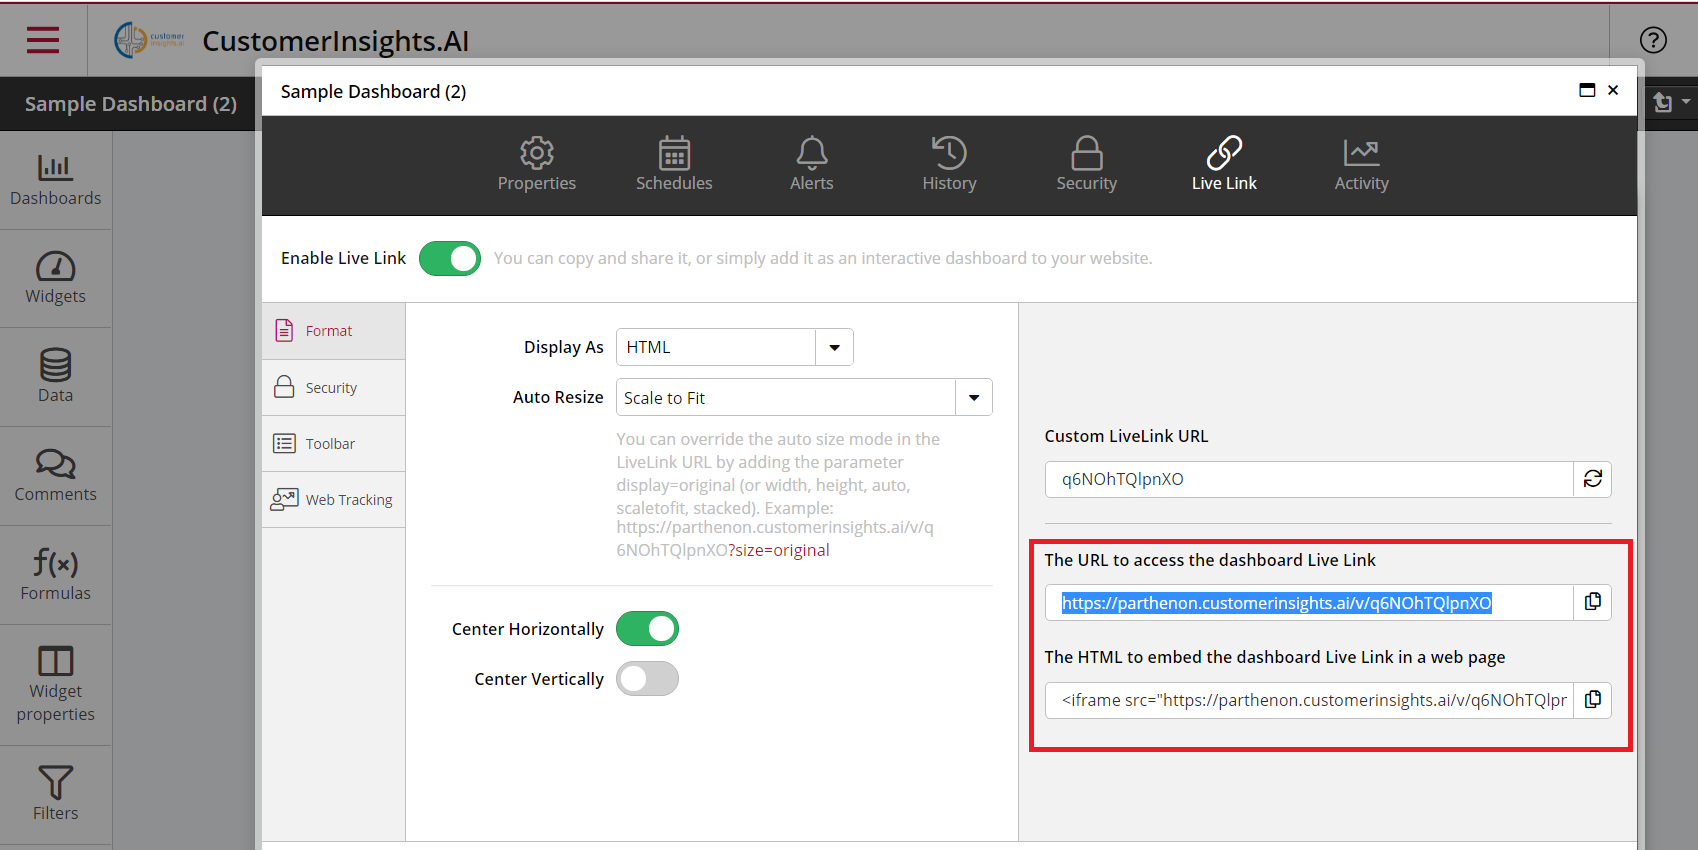 customer
insights.ai
CustomerInsights.AI
Sample Dashboard (2)
Dashboards
Widgets
Data
Comments
f(x)
Formulas
Widget
properties
Filters
Sample Dashboard (2)
Properties
Schedules
Alerts
History
Security
Live Link
Activity
Enable Live Link
You can copy and share it, or simply add it as an interactive dashboard to your website.
Format
Security
Toolbar
Web Tracking
Display As
HTML
Auto Resize
Scale to Fit
You can override the auto size mode in the
LiveLink URL by adding the parameter
display=original (or width, height, auto,
scaletofit, stacked). Example:
https://parthenon.customerinsights.ai/v/q
6NOhTQlpnXO?size=original
Center Horizontally
Center Vertically
Custom LiveLink URL
q6NOhTQlpnXO
The URL to access the dashboard Live Link
https://parthenon.customerinsights.ai/v/q6NOhTQlpnXO
The HTML to embed the dashboard Live Link in a web page
<iframe src="https://parthenon.customerinsights.ai/v/q6NOhTQlpr